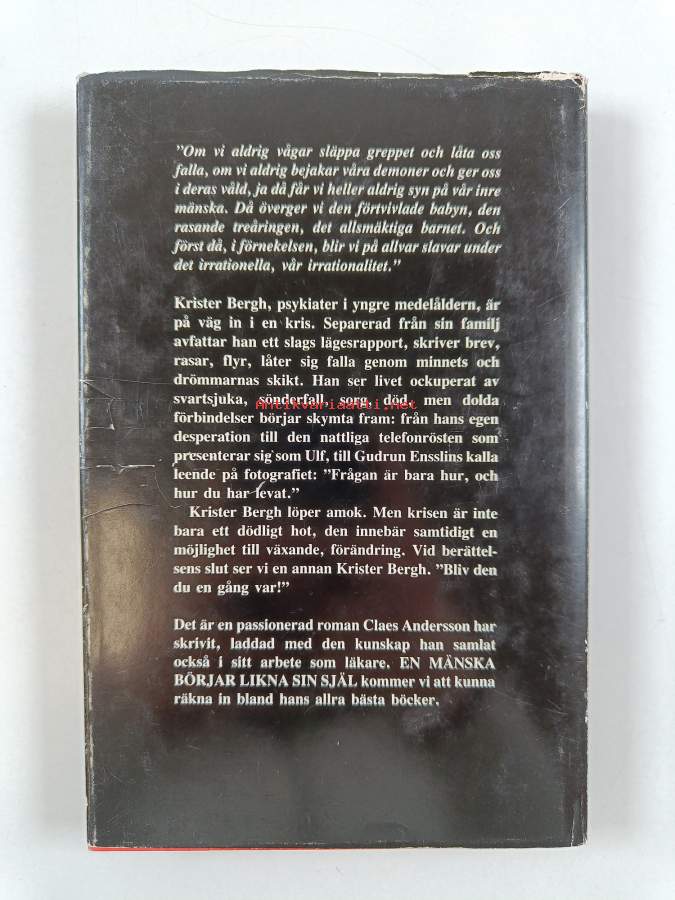 "Om vi aldrig vågar släppa greppet och låta oss
falla, om vi aldrig bejakar våra demoner och ger oss
i deras våld, ja då får vi heller aldrig syn på vår inre
mänska. Då överger vi den förtvivlade babyn, den
rasande treåringen, det allsmäktiga barnet. Och
först då, i förnekelsen, blir vi på allvar slavar under
det irrationella, vår irrationalitet."
Krister Bergh, psykiater i yngre medelåldern, är
på väg in i en kris. Separerad från sin familj
avfattar han ett slags lägesrapport, skriver brev,
rasar, flyr, låter sig falla genom minnets och
drömmarnas skikt. Han ser livet ockuperat av
svartsjuka, sönderfall, sorg, död, men dolda
Antikvariaatti.net
förbindelser börjar skymta fram: från hans egen
desperation till den nattliga telefonrösten som
presenterar sig som Ulf, till Gudrun Ensslins kalla
leende på fotografiet: "Frågan är bara hur, och
hur du har levat."
Krister Bergh löper amok. Men krisen är inte
bara ett dödligt hot, den innebär samtidigt en
möjlighet till växande, förändring. Vid berättel-
sens slut ser vi en annan Krister Bergh. "Bliv den
du en gång var!"
Det är en passionerad roman Claes Andersson har
skrivit, laddad med den kunskap han samlat
också i sitt arbete som läkare. EN MÄNSKA
BÖRJAR LIKNA SIN SJÄL kommer vi att kunna
räkna in bland hans allra bästa böcker.